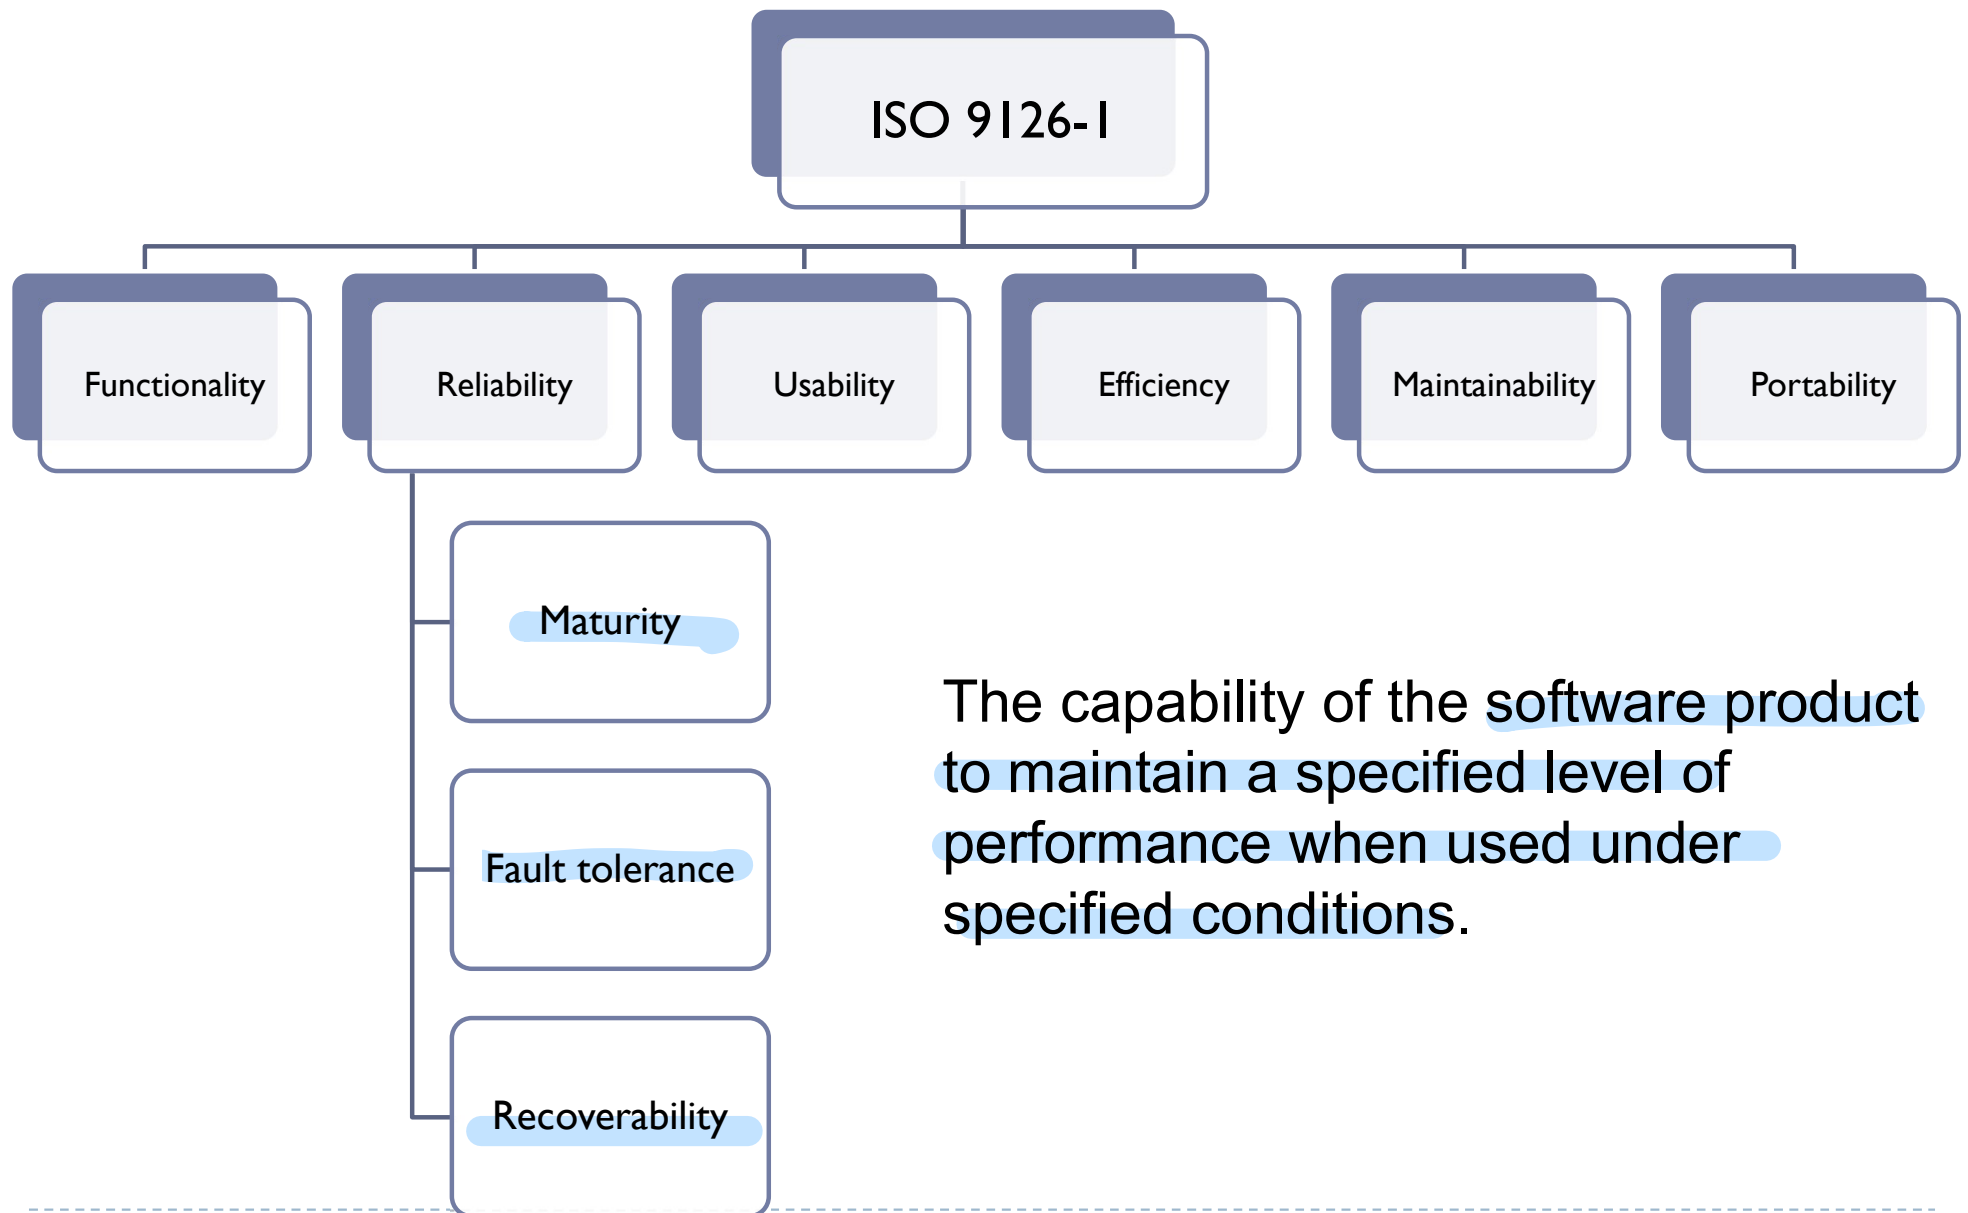 ISO 9126-1
Functionality
Reliability
Usability
Efficiency
Maintainability
Portability
Maturity
Fault tolerance
Recoverability
The capability of the software product
to maintain a specified level of
performance when used under
specified conditions.